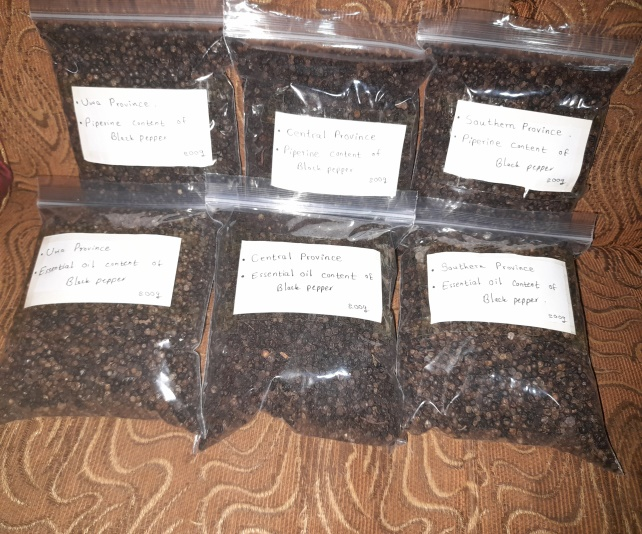 • Uva Province.
• Piperine content of
Black pepper
200g
• Central Province
• Piperine content of
Black pepper
200g
• Southern Province.
• Piperine content of
Black pepper
200g
• Uva Province
• Essential oil content of
Black pepper
200g
• Central Province
• Essential oil content of
Black pepper
200g
• Southern Province
• Essential oil content of
Black pepper.
200g